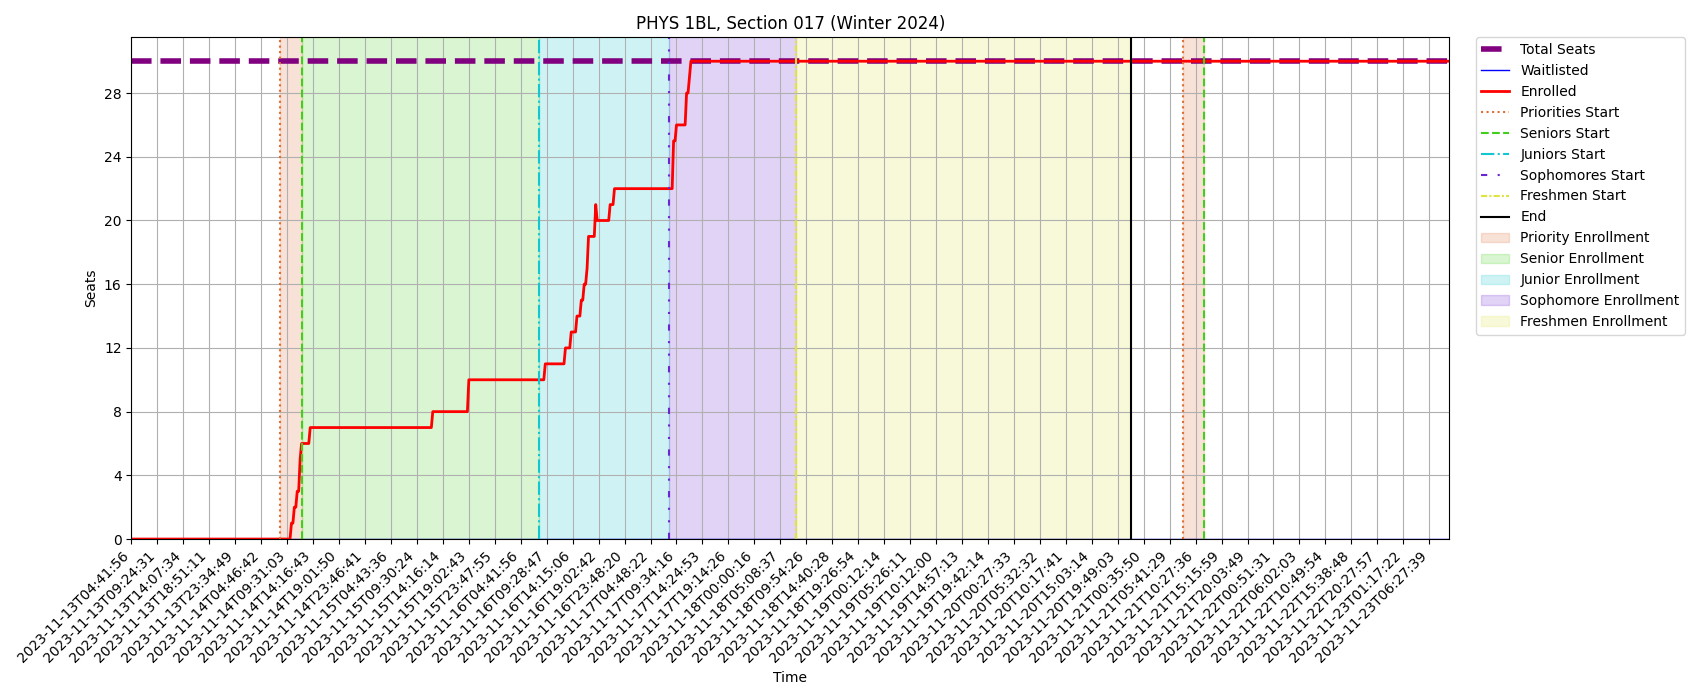 PHYS 1BL, Section 017 (Winter 2024)
Seats
28
24
20
16
12
8
4
0
2023-11-13T04:41:56
2023-11-13T09:24:31
2023-11-13T14:07:34
2023-11-13T18:51:11
2023-11-13T23:34:49
2023-11-14T04:46:42
2023-11-14T09:31:03
2023-11-14T14:16:43
2023-11-14T19:01:50
2023-11-14T23:46:41
2023-11-15T04:43:36
2023-11-15T09:30:24
2023-11-15T14:16:14
2023-11-15T19:02:43
2023-11-15T23:47:55
2023-11-16T04:41:56
2023-11-16T09:28:47
2023-11-16T14:15:06
2023-11-16T19:02:42
2023-11-16T23:48:20
2023-11-17T04:48:22
2023-11-17T09:34:16
2023-11-17T14:24:53
2023-11-17T19:14:26
2023-11-18T00:00:16
2023-11-18T05:08:37
2023-11-18T09:54:26
2023-11-18T14:40:28
2023-11-18T19:26:54
2023-11-19T00:12:14
2023-11-19T05:26:11
2023-11-19T10:12:00
2023-11-19T14:57:13
2023-11-19T19:42:14
2023-11-20T00:27:33
2023-11-20T05:32:32
2023-11-20T10:17:41
2023-11-20T15:03:14
2023-11-20T19:49:03
2023-11-21T00:35:50
2023-11-21T05:41:29
2023-11-21T10:27:36
2023-11-21T15:15:59
2023-11-21T20:03:49
2023-11-22T00:51:31
2023-11-22T06:02:03
2023-11-22T10:49:54
2023-11-22T15:38:48
2023-11-22T20:27:57
2023-11-23T01:17:22
2023-11-23T06:27:39
Time
Total Seats
Waitlisted
Enrolled
Priorities Start
Seniors Start
Juniors Start
Sophomores Start
Freshmen Start
End
Priority Enrollment
Senior Enrollment
Junior Enrollment
Sophomore Enrollment
Freshmen Enrollment